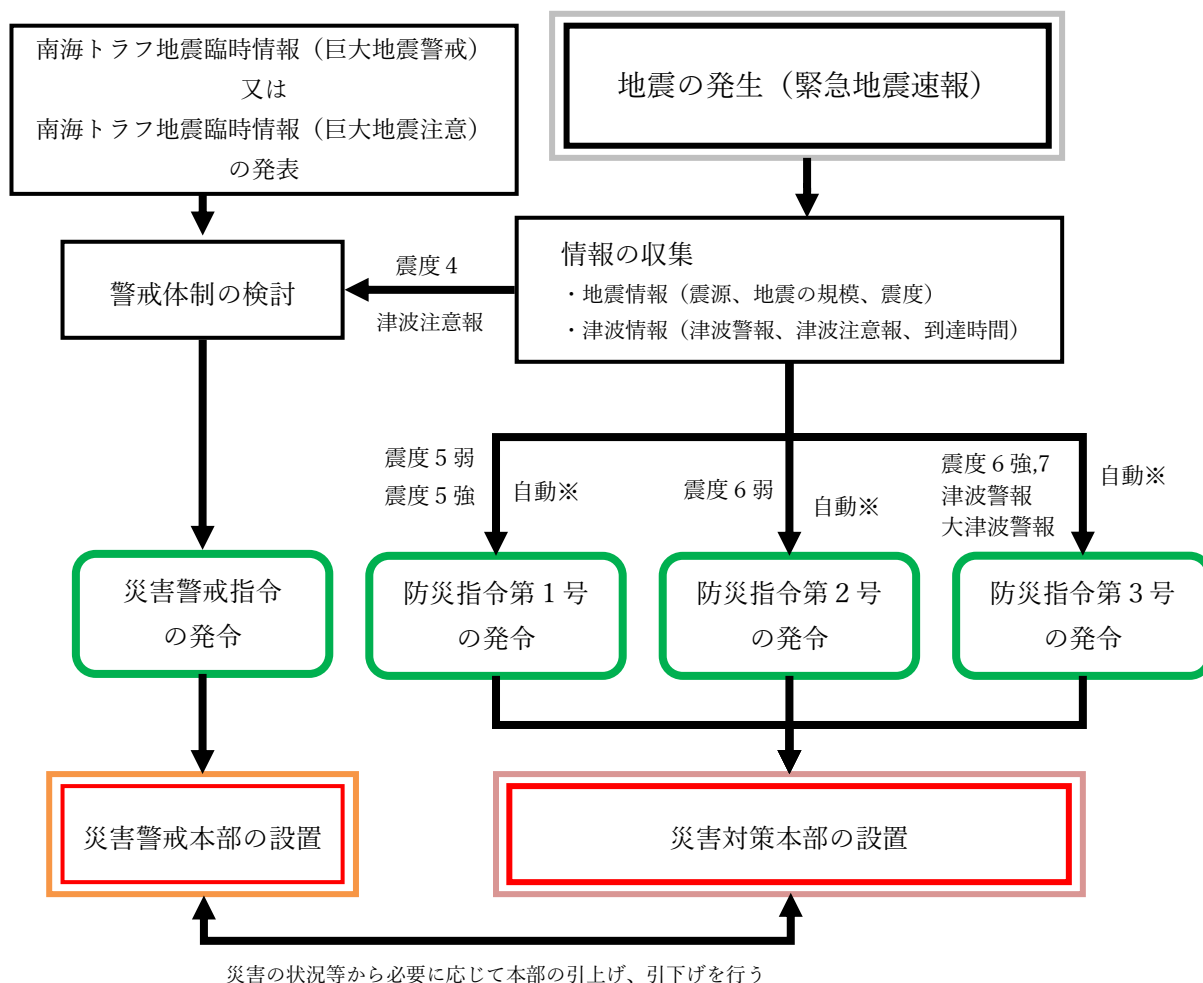 南海トラフ地震臨時情報（巨大地震警戒）
又は
南海トラフ地震臨時情報（巨大地震注意）
の発表
地震の発生（緊急地震速報）
警戒体制の検討
震度４
津波注意報
情報の収集
・地震情報（震源、地震の規模、震度）
・津波情報（津波警報、津波注意報、到達時間）
震度５弱
震度５強
自動※
震度６弱
自動※
震度６強,7
津波警報
大津波警報
自動※
災害警戒指令
の発令
防災指令第１号
の発令
防災指令第２号
の発令
防災指令第３号
の発令
災害警戒本部の設置
災害対策本部の設置
災害の状況等から必要に応じて本部の引上げ、引下げを行う